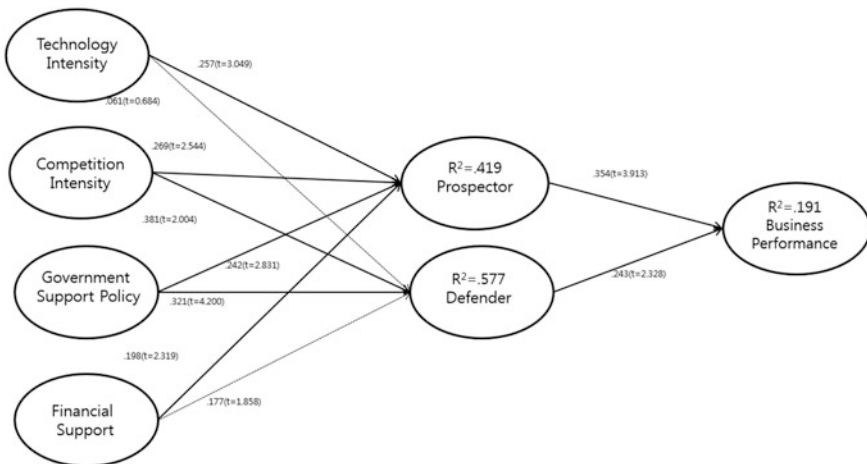 Technology
Intensity
.257(t=3.049)
.061(t=0.684)
Competition
Intensity
.269(t=2.544)
.381(t=2.004)
R²=.419
Prospector
.354(t=3.913)
R²=.191
Business
Performance
Government
Support Policy
.242(t=2.831)
.321(t=4.200)
R²=.577
Defender
.243(t=2.328)
.198(t=2.319)
.177(t=1.858)
Financial
Support